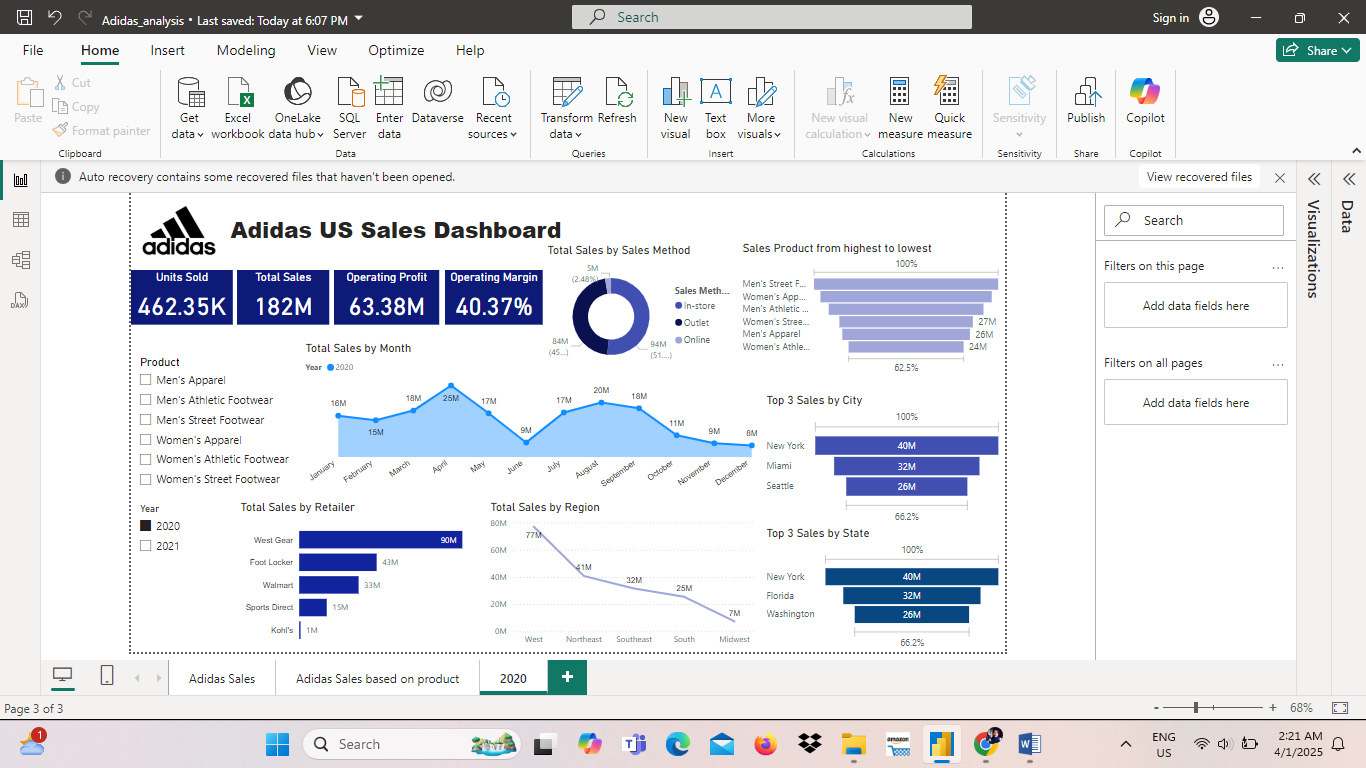 Adidas_analysis • Last saved: Today at 6:07 PM
Search
Sign in
File Home Insert Modeling View Optimize Help
Share
Paste
Cut
Copy
Format painter
Clipboard
Get data
Excel workbook
OneLake data hub
SQL Server
Enter data
Dataverse
Recent sources
Data
Transform data
Refresh
Queries
New visual
Text box
More visuals
Insert
New visual calculation
New measure
Quick measure
Calculations
Sensitivity
Sensitivity
Publish
Share
Copilot
Copilot
Auto recovery contains some recovered files that haven't been opened.
View recovered files
DAX
adidas
Adidas US Sales Dashboard
Units Sold
462.35K
Total Sales
182M
Operating Profit
63.38M
Operating Margin
40.37%
Total Sales by Sales Method
5M
(2.48%)
84M
(45...)
94M
(51....)
Sales Meth...
In-store
Outlet
Online
Sales Product from highest to lowest
100%
Men's Street F...
Women's App...
Men's Athletic ...
Women's Stree... 27M
Men's Apparel 26M
Women's Athle... 24M
62.5%
Product
Men's Apparel
Men's Athletic Footwear
Men's Street Footwear
Women's Apparel
Women's Athletic Footwear
Women's Street Footwear
Total Sales by Month
Year 2020
16M 15M 18M 25M 17M 9M 17M 20M 18M 11M 9M 8M
January February March April May June July August September October November December
Top 3 Sales by City
100%
New York 40M
Miami 32M
Seattle 26M
66.2%
Year
2020
2021
Total Sales by Retailer
West Gear 90M
Foot Locker 43M
Walmart 33M
Sports Direct 15M
Kohl's 1M
Total Sales by Region
80M
60M
40M
20M
0M
77M 41M 32M 25M 7M
West Northeast Southeast South Midwest
Top 3 Sales by State
100%
New York 40M
Florida 32M
Washington 26M
66.2%
Search
Filters on this page ...
Add data fields here
Filters on all pages ...
Add data fields here
Visualizations
Data
Adidas Sales
Adidas Sales based on product
2020
Page 3 of 3
- + 68%
1
Search
amazon
ENG
US
2:21 AM
4/1/2025